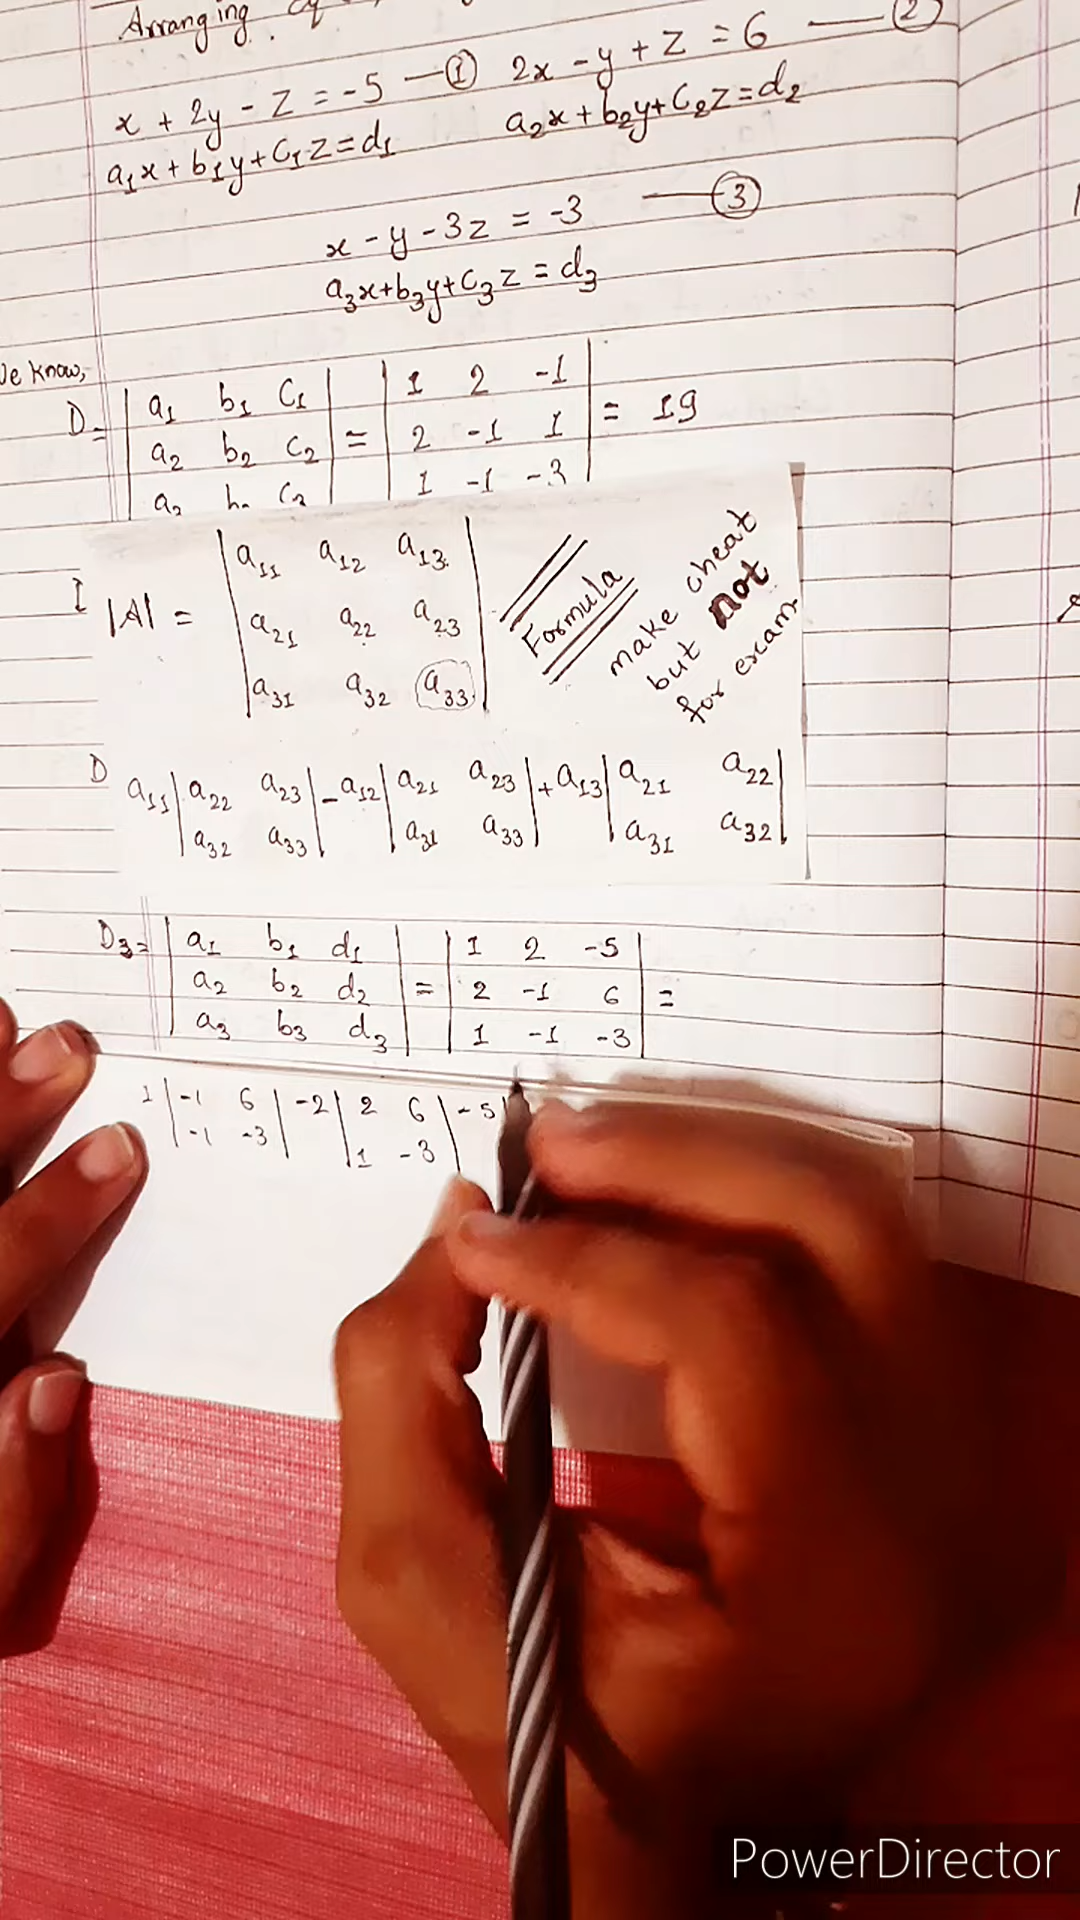 Arranging
x + 2y - z = -5 —① 2x - y + z = 6 —②
a₁x + b₁y + c₁z = d₁ a₂x + b₂y + c₂z = d₂
x - y - 3z = -3 —③
a₃x + b₃y + c₃z = d₃
We know,
D = | a₁ b₁ c₁ | = | 1 2 -1 | = 19
| a₂ b₂ c₂ | | 2 -1 1 |
| 1 -1 -3 |
|A| = | a₁₁ a₁₂ a₁₃ |
| a₂₁ a₂₂ a₂₃ |
| a₃₁ a₃₂ a₃₃ |
Formula
make cheat
but not
for exam.
D
a₁₁ | a₂₂ a₂₃ | - a₁₂ | a₂₁ a₂₃ | + a₁₃ | a₂₁ a₂₂ |
| a₃₂ a₃₃ | | a₃₁ a₃₃ | | a₃₁ a₃₂ |
D₃ = | a₁ b₁ d₁ | = | 1 2 -5 | =
| a₂ b₂ d₂ | | 2 -1 6 |
| a₃ b₃ d₃ | | 1 -1 -3 |
1 | -1 6 | -2 | 2 6 | -5 |
| -1 -3 | | 1 -3 |
PowerDirector